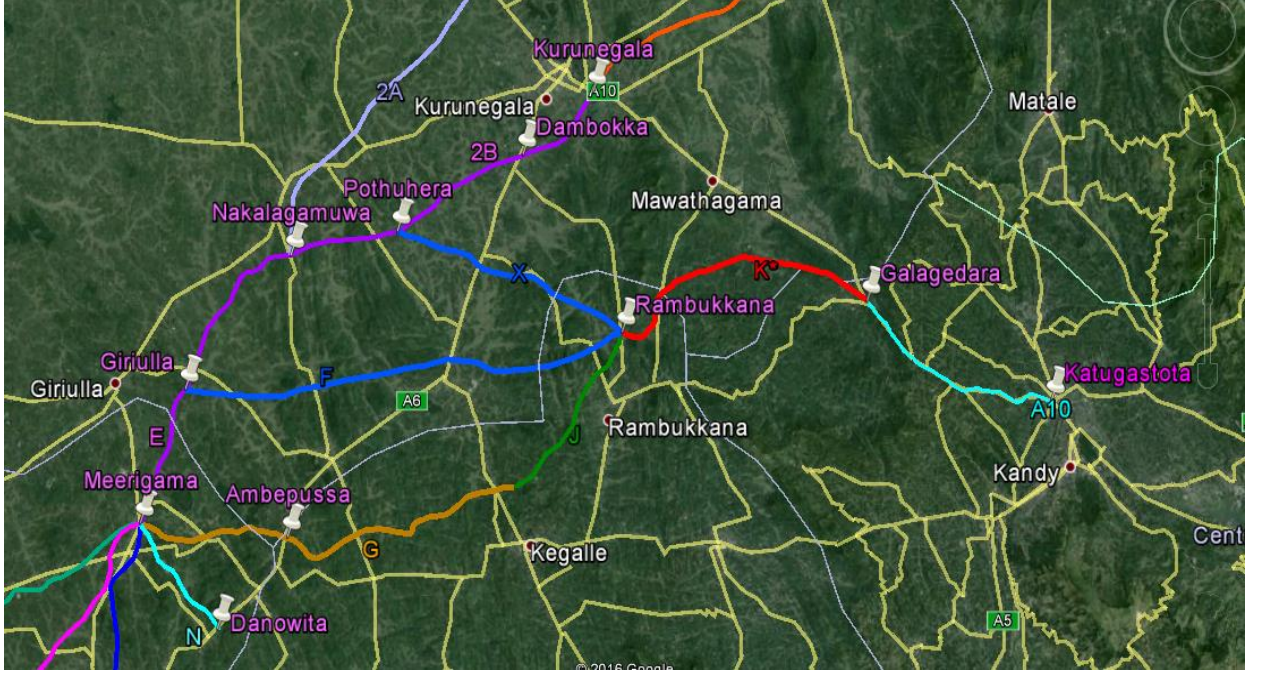 Kurunegala
2A
A10
Kurunegala
Matale
Dambokka
2B
Pothuhera
Mawathagama
Nakalagamuwa
X
K*
Galagedara
Rambukkana
Giriulla
Giriulla
F
A6
Katugastota
A10
E
J
Rambukkana
Meerigama
Ambepussa
Kandy
G
Kegalle
Cent
Danowita
N
A5
© 2016 Google